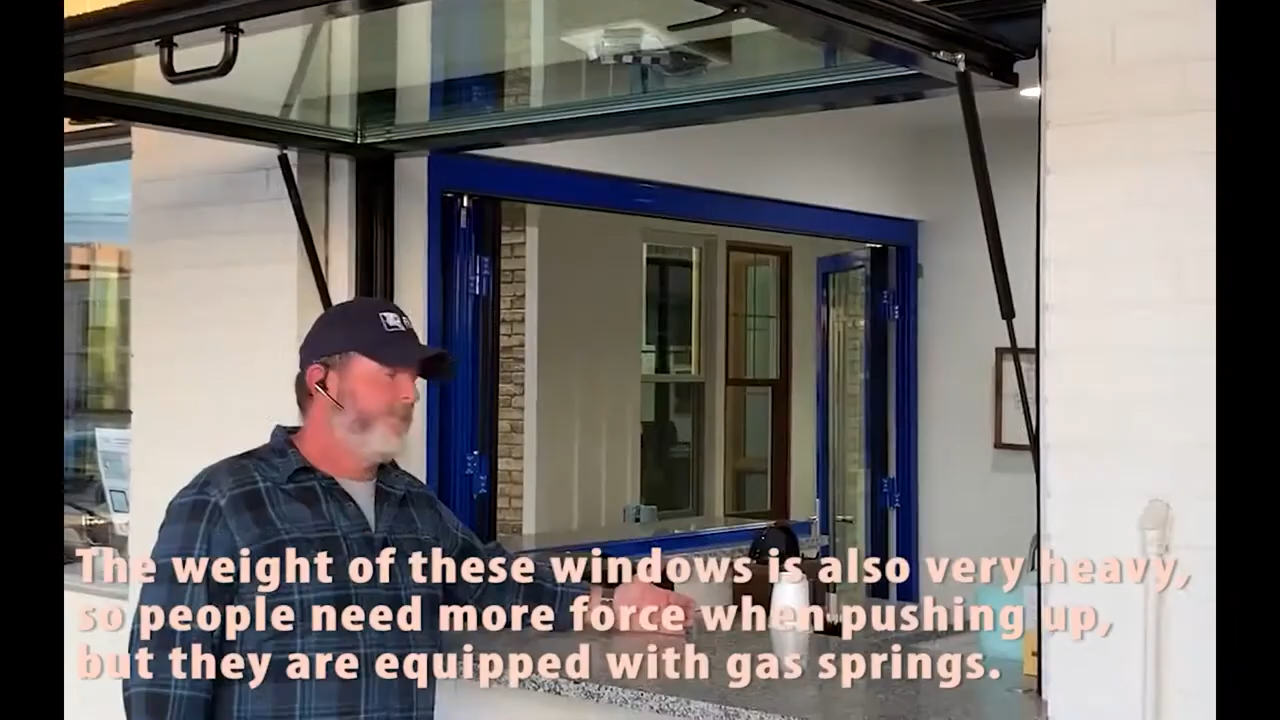 The weight of these windows is also very heavy,
so people need more force when pushing up,
but they are equipped with gas springs.